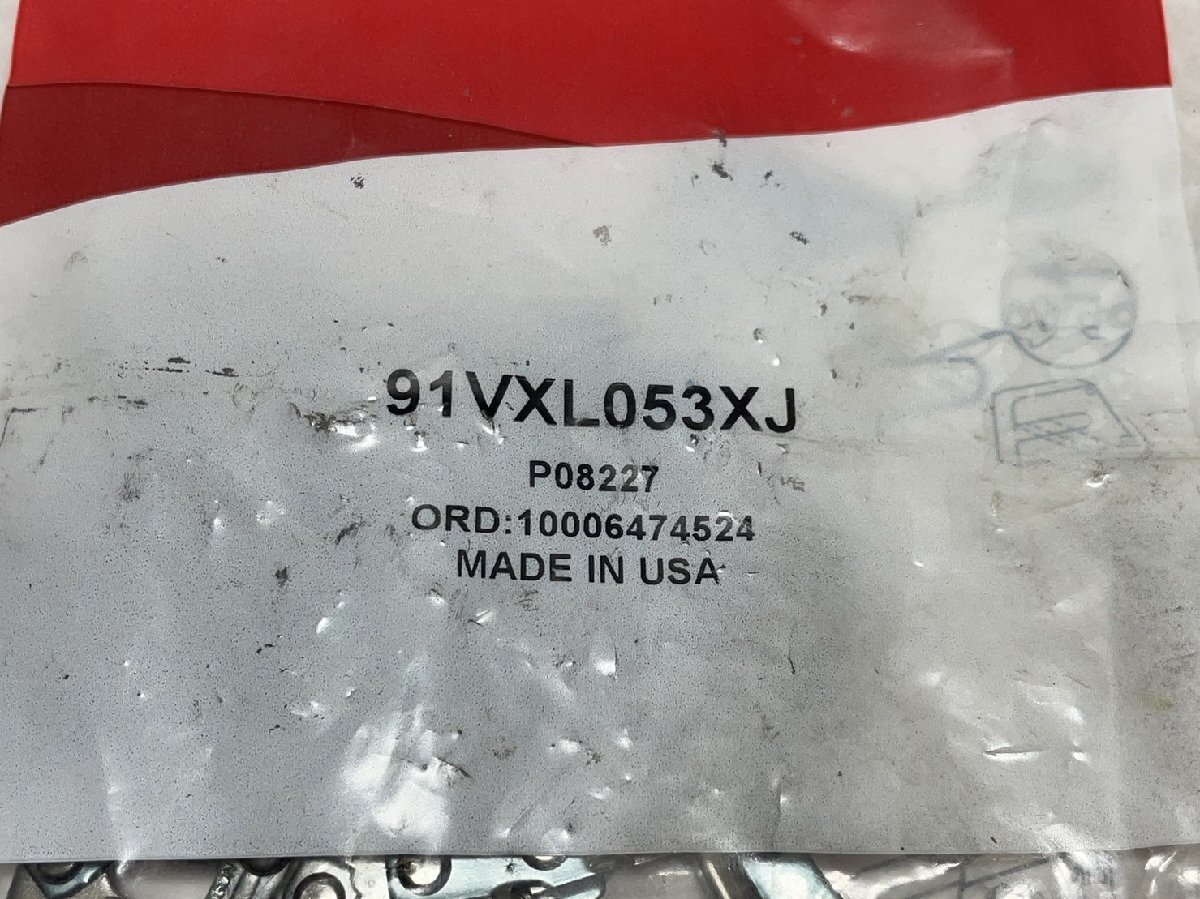 91VXL053XJ
P08227
ORD:10006474524
MADE IN USA